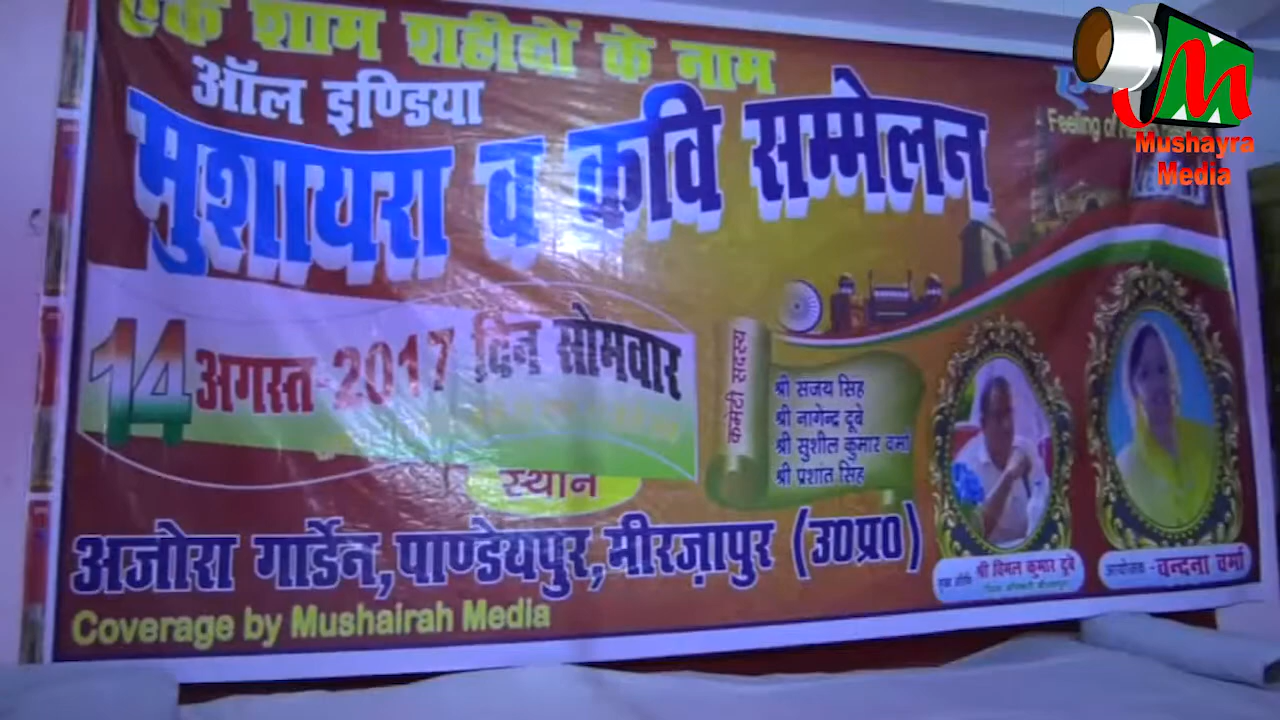 एक शाम शहीदों के नाम
ऑल इण्डिया
मुशायरा व कवि सम्मेलन
Feeling of
14 अगस्त-2017 दिन सोमवार
स्थान
अजोरा गार्डेन,पाण्डेयपुर,मीरज़ापुर (उ0प्र0)
Coverage by Mushairah Media
कमेटी सदस्य
श्री सजय सिंह
श्री नागेन्द्र दूबे
श्री सुशील कुमार वर्मा
श्री प्रशांत सिंह
श्री विमल कुमार दूबे
आयोजक - चन्दना वर्मा
M
Mushayra
Media